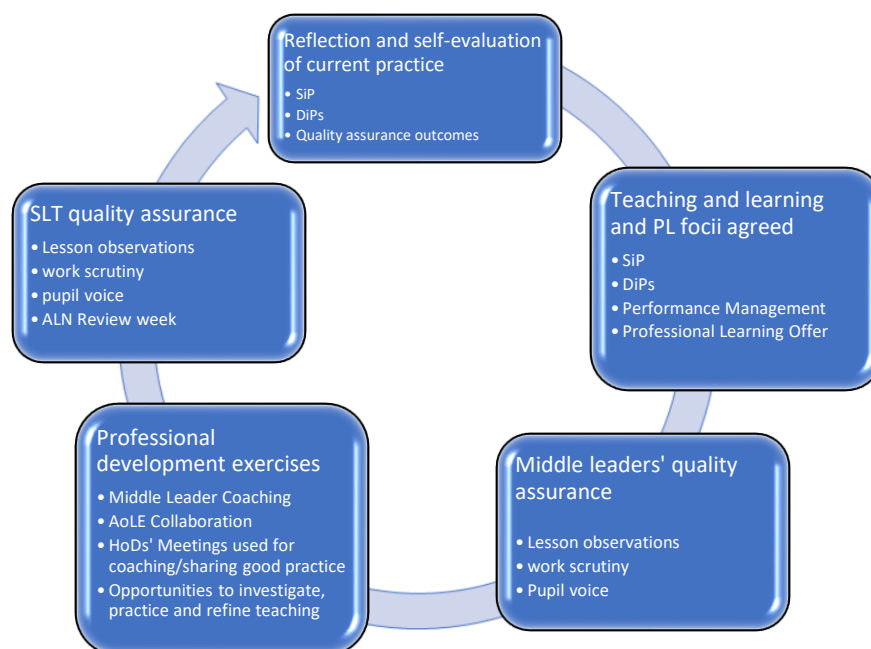 Reflection and self-evaluation
of current practice
• SiP
• DiPs
• Quality assurance outcomes
Teaching and learning
and PL focii agreed
• SiP
• DiPs
• Performance Management
• Professional Learning Offer
Middle leaders' quality
assurance
• Lesson observations
• work scrutiny
• Pupil voice
Professional
development exercises
• Middle Leader Coaching
• AoLE Collaboration
• HoDs' Meetings used for
coaching/sharing good practice
• Opportunities to investigate,
practice and refine teaching
SLT quality assurance
• Lesson observations
• work scrutiny
• pupil voice
• ALN Review week